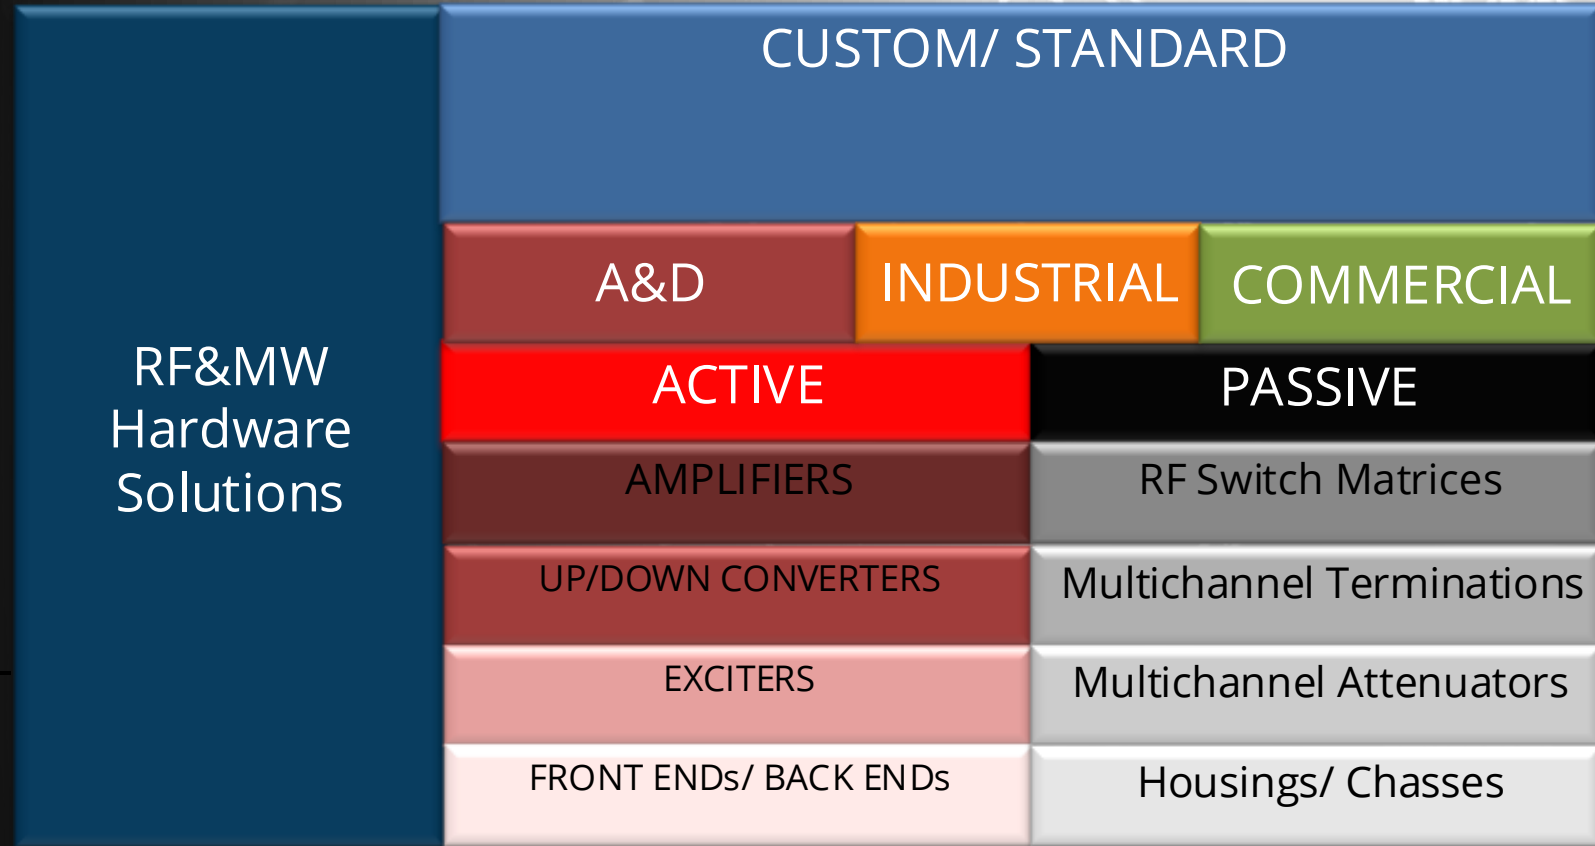 RF&MW
Hardware
Solutions
CUSTOM/ STANDARD
A&D
INDUSTRIAL
COMMERCIAL
ACTIVE
PASSIVE
AMPLIFIERS
RF Switch Matrices
UP/DOWN CONVERTERS
Multichannel Terminations
EXCITERS
Multichannel Attenuators
FRONT ENDs/ BACK ENDs
Housings/ Chasses